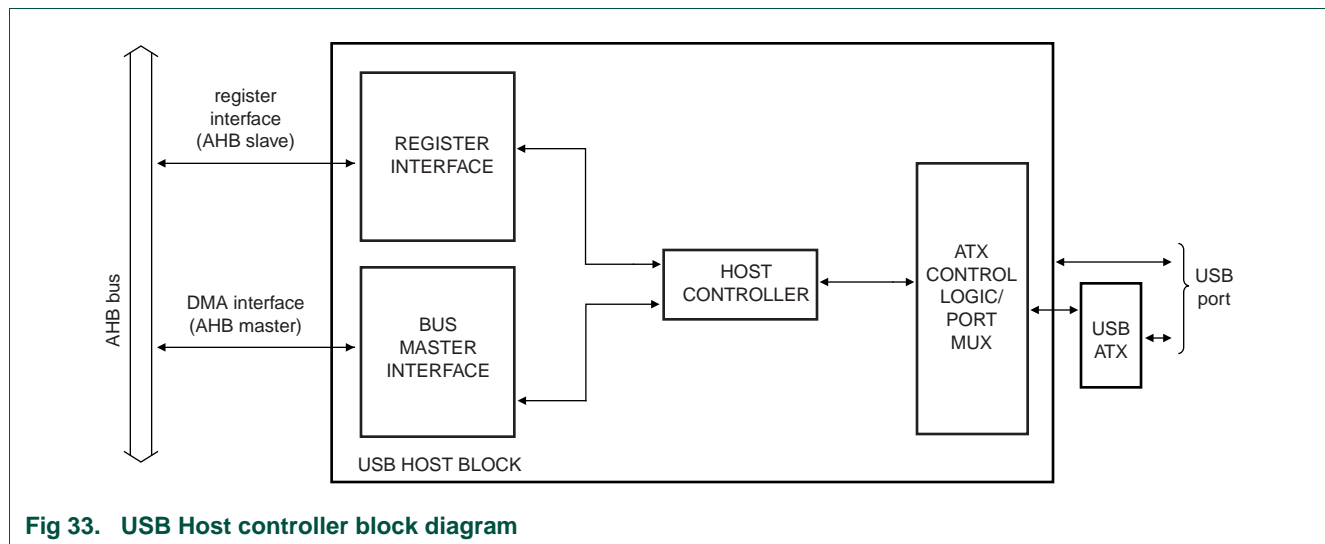 register
interface
(AHB slave)
REGISTER
INTERFACE
AHB bus
DMA interface
(AHB master)
BUS
MASTER
INTERFACE
HOST
CONTROLLER
ATX
CONTROL
LOGIC/
PORT
MUX
USB
ATX
USB
port
USB HOST BLOCK
Fig 33. USB Host controller block diagram